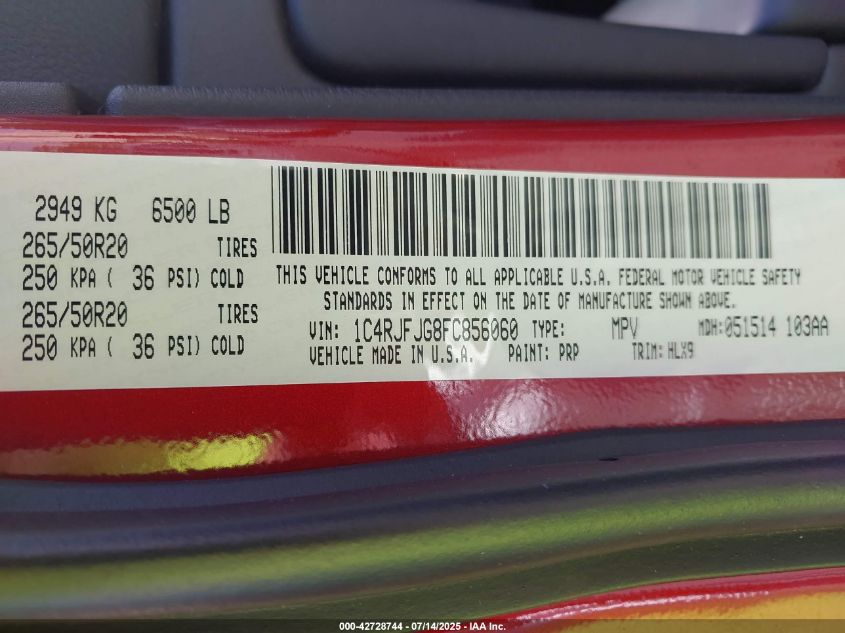 2949 KG 6500 LB
265/50R20 TIRES
250 KPA ( 36 PSI) COLD
265/50R20 TIRES
250 KPA ( 36 PSI) COLD
THIS VEHICLE CONFORMS TO ALL APPLICABLE U.S.A. FEDERAL MOTOR VEHICLE SAFETY
STANDARDS IN EFFECT ON THE DATE OF MANUFACTURE SHOWN ABOVE.
VIN: 1C4RJFJG8FC856060 TYPE: MPV MDH:051514 103AA
VEHICLE MADE IN U.S.A. PAINT: PRP TRIM: HLX9
000-42728744 - 07/14/2025 - IAA Inc.